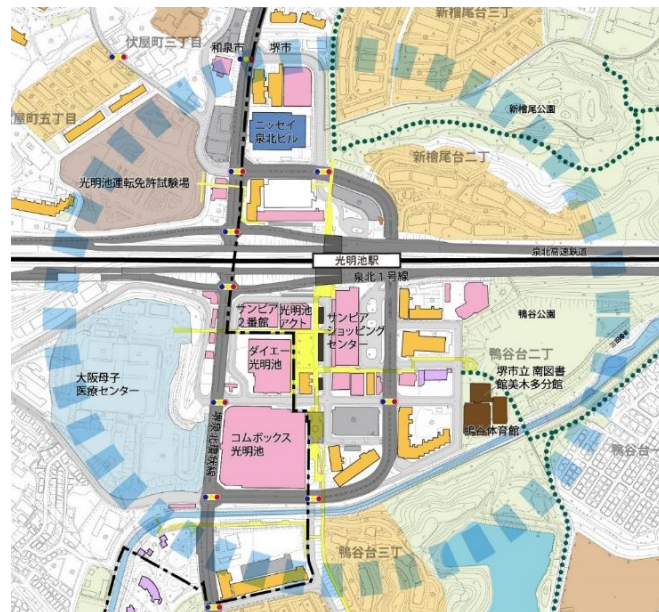 新檜尾台三丁
伏屋町三丁目
和泉市
堺市
伏屋町五丁目
新檜尾公園
ニッセイ
泉北ビル
新檜尾台二丁
光明池運転免許試験場
泉北高速鉄道
光明池駅
泉北1号線
サンピア
2番館
光明池
アクト
サンピア
ショッピング
センター
鴨谷公園
ダイエー
光明池
鴨谷台二丁
堺市立 南図書
館美木多分館
大阪母子
医療センター
鴨谷体育館
コムボックス
光明池
鴨谷台一
鴨谷台三丁